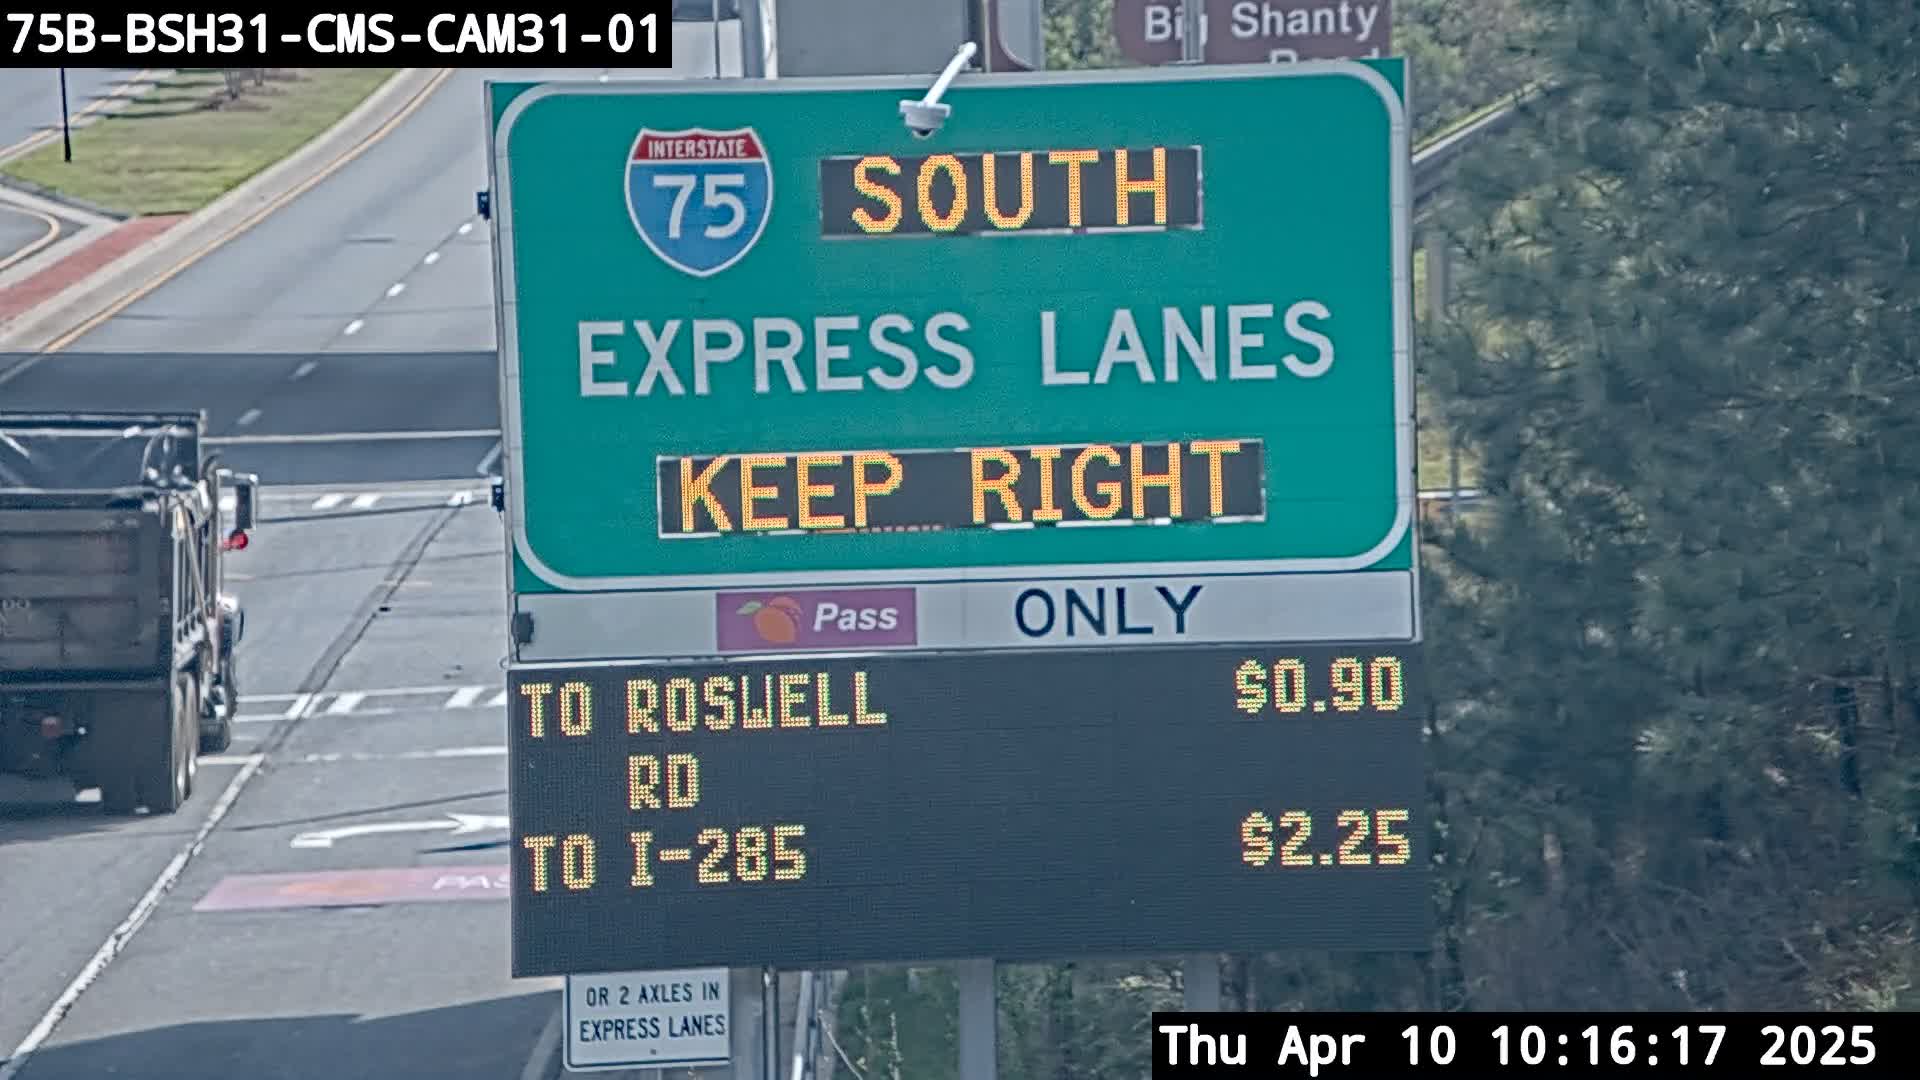 75B-BSH31-CMS-CAM31-01
Big Shanty
INTERSTATE
75
SOUTH
EXPRESS LANES
KEEP RIGHT
Pass ONLY
TO ROSWELL $0.90
RD
TO I-285 $2.25
OR 2 AXLES IN
EXPRESS LANES
Thu Apr 10 10:16:17 2025